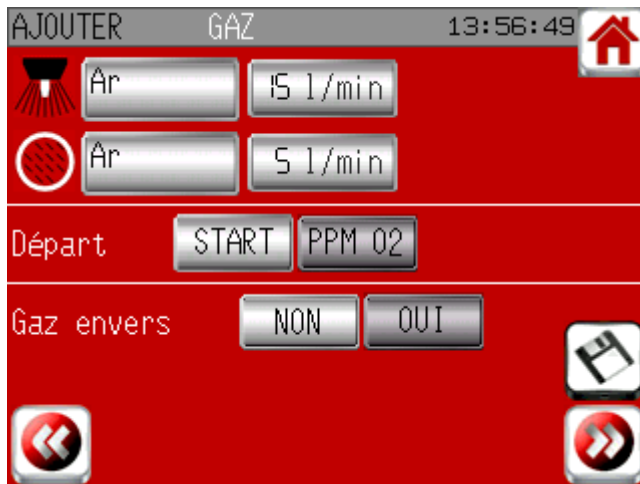 AJOUTER GAZ 13:56:49
Ar 15 l/min
Ar 5 l/min
Départ START PPM O2
Gaz envers NON OUI